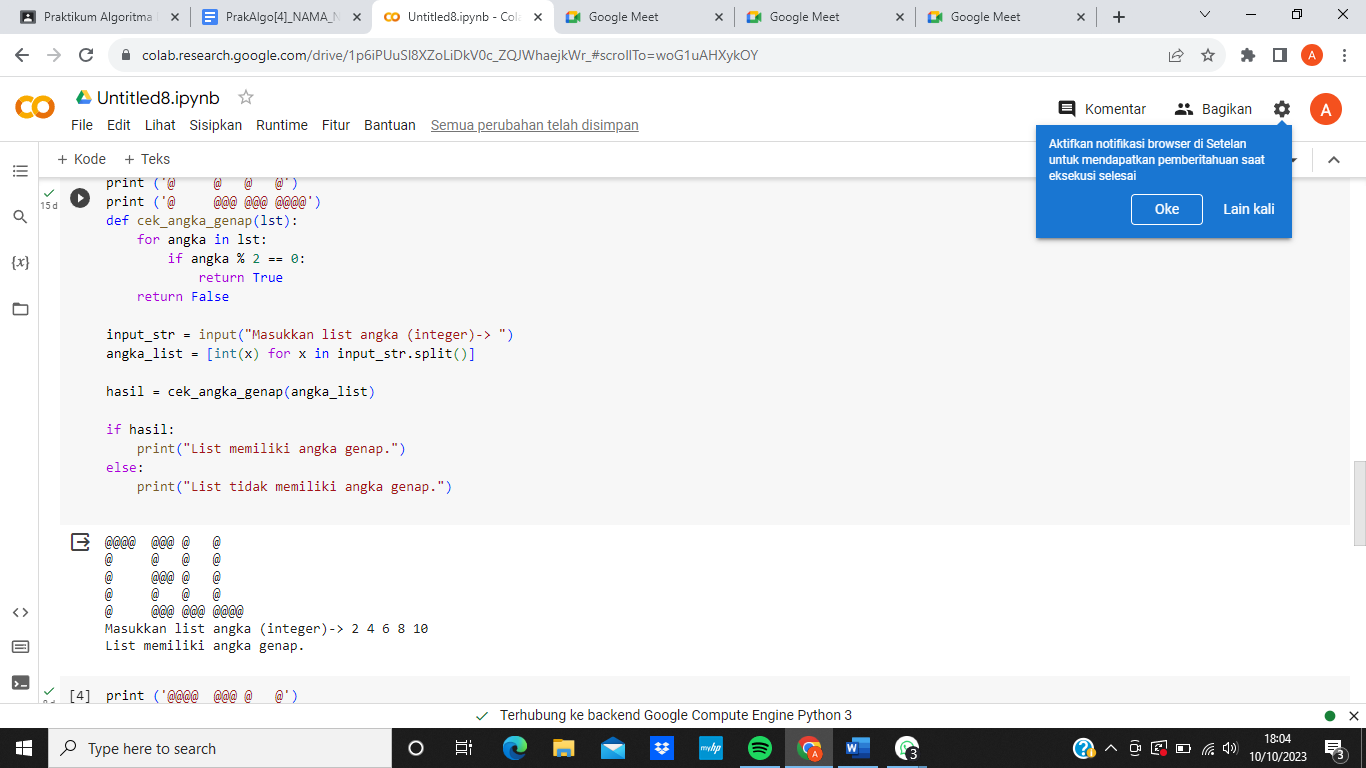 Praktikum Algoritma
PrakAlgo[4]_NAMA_N
Untitled8.ipynb - Cola
Google Meet
Google Meet
Google Meet
colab.research.google.com/drive/1p6iPUuSI8XZoLiDkV0c_ZQJWhaejkWr_#scrollTo=woG1uAHXykOY
A
Untitled8.ipynb
Komentar
Bagikan
A
File Edit Lihat Sisipkan Runtime Fitur Bantuan Semua perubahan telah disimpan
Aktifkan notifikasi browser di Setelan
untuk mendapatkan pemberitahuan saat
eksekusi selesai
Oke Lain kali
+ Kode + Teks
15 d
print ('@     @   @   @')
print ('@     @@@ @@@ @@@@')
def cek_angka_genap(lst):
    for angka in lst:
        if angka % 2 == 0:
            return True
    return False
input_str = input("Masukkan list angka (integer)-> ")
angka_list = [int(x) for x in input_str.split()]
hasil = cek_angka_genap(angka_list)
if hasil:
    print("List memiliki angka genap.")
else:
    print("List tidak memiliki angka genap.")
@@@@  @@@ @   @
@     @   @   @
@     @@@ @   @
@     @   @   @
@     @@@ @@@ @@@@
Masukkan list angka (integer)-> 2 4 6 8 10
List memiliki angka genap.
[4] print ('@@@@  @@@ @   @')
Terhubung ke backend Google Compute Engine Python 3
Type here to search
myhp
A
W
3
18:04
10/10/2023
3